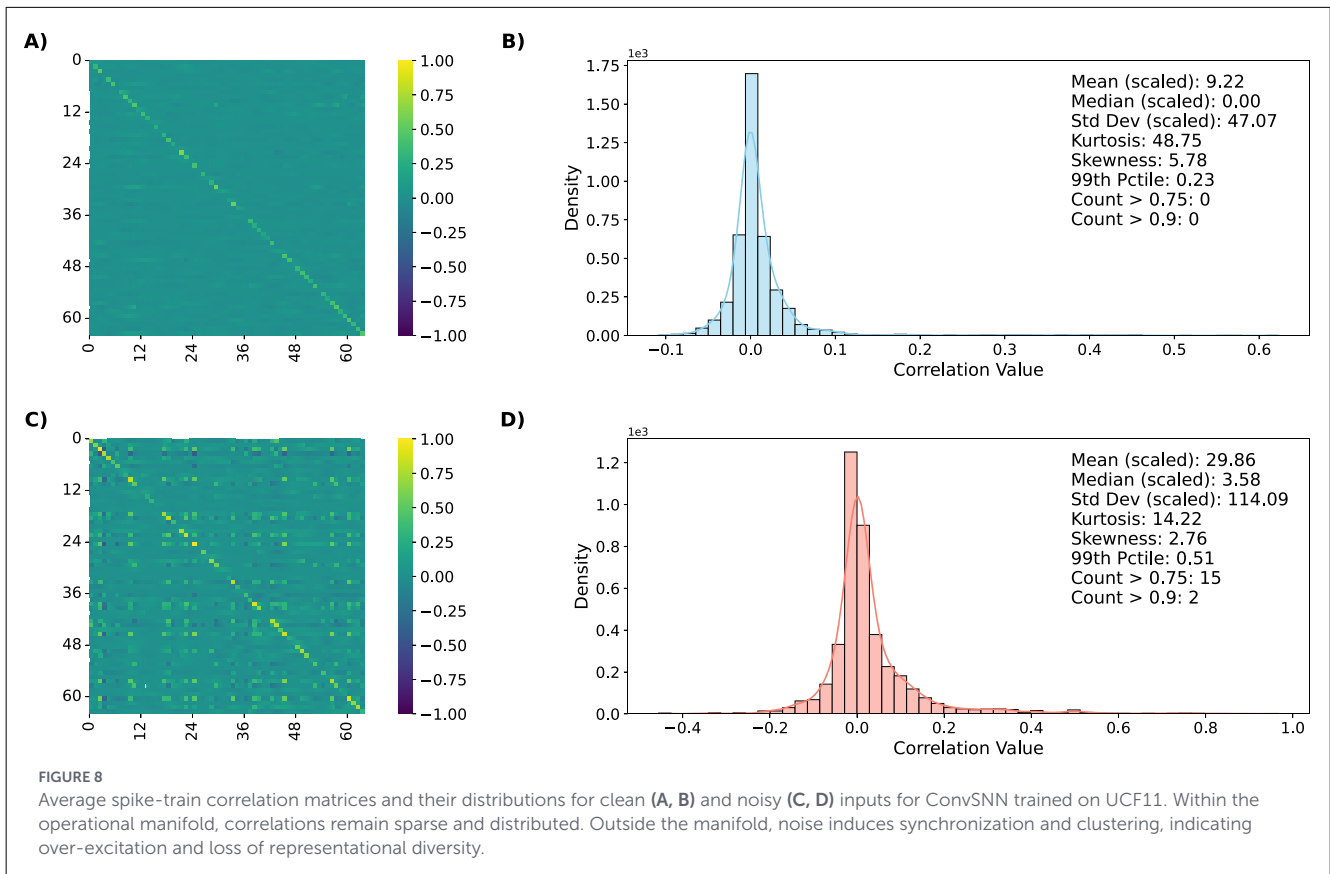 A)
0
12
24
36
48
60
0
12
24
36
48
60
1.00
0.75
0.50
0.25
0.00
−0.25
−0.50
−0.75
−1.00
B)
1e3
1.75
1.50
1.25
1.00
0.75
0.50
0.25
0.00
Density
−0.1
0.0
0.1
0.2
0.3
0.4
0.5
0.6
Correlation Value
Mean (scaled): 9.22
Median (scaled): 0.00
Std Dev (scaled): 47.07
Kurtosis: 48.75
Skewness: 5.78
99th Pctile: 0.23
Count > 0.75: 0
Count > 0.9: 0
C)
0
12
24
36
48
60
0
12
24
36
48
60
1.00
0.75
0.50
0.25
0.00
−0.25
−0.50
−0.75
−1.00
D)
1e3
1.2
1.0
0.8
0.6
0.4
0.2
0.0
Density
−0.4
−0.2
0.0
0.2
0.4
0.6
0.8
1.0
Correlation Value
Mean (scaled): 29.86
Median (scaled): 3.58
Std Dev (scaled): 114.09
Kurtosis: 14.22
Skewness: 2.76
99th Pctile: 0.51
Count > 0.75: 15
Count > 0.9: 2
FIGURE 8
Average spike-train correlation matrices and their distributions for clean (A, B) and noisy (C, D) inputs for ConvSNN trained on UCF11. Within the
operational manifold, correlations remain sparse and distributed. Outside the manifold, noise induces synchronization and clustering, indicating
over-excitation and loss of representational diversity.